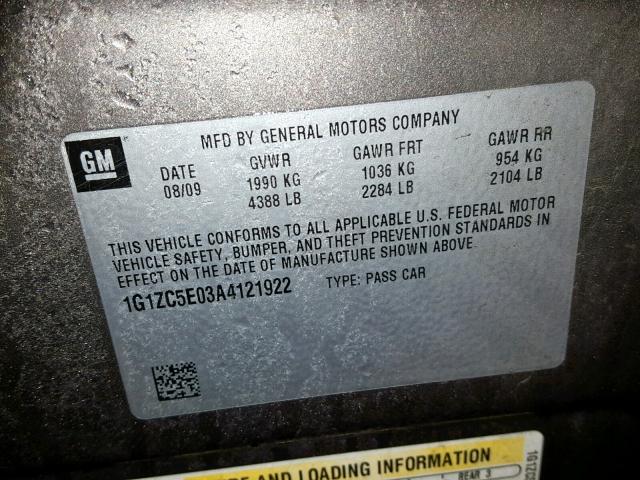 MFD BY GENERAL MOTORS COMPANY
GM
DATE GVWR GAWR FRT GAWR RR
08/09 1990 KG 1036 KG 954 KG
4388 LB 2284 LB 2104 LB
THIS VEHICLE CONFORMS TO ALL APPLICABLE U.S. FEDERAL MOTOR
VEHICLE SAFETY, BUMPER, AND THEFT PREVENTION STANDARDS IN
EFFECT ON THE DATE OF MANUFACTURE SHOWN ABOVE.
1G1ZC5E03A4121922 TYPE: PASS CAR
AND LOADING INFORMATION
REAR 3
1G1ZC5